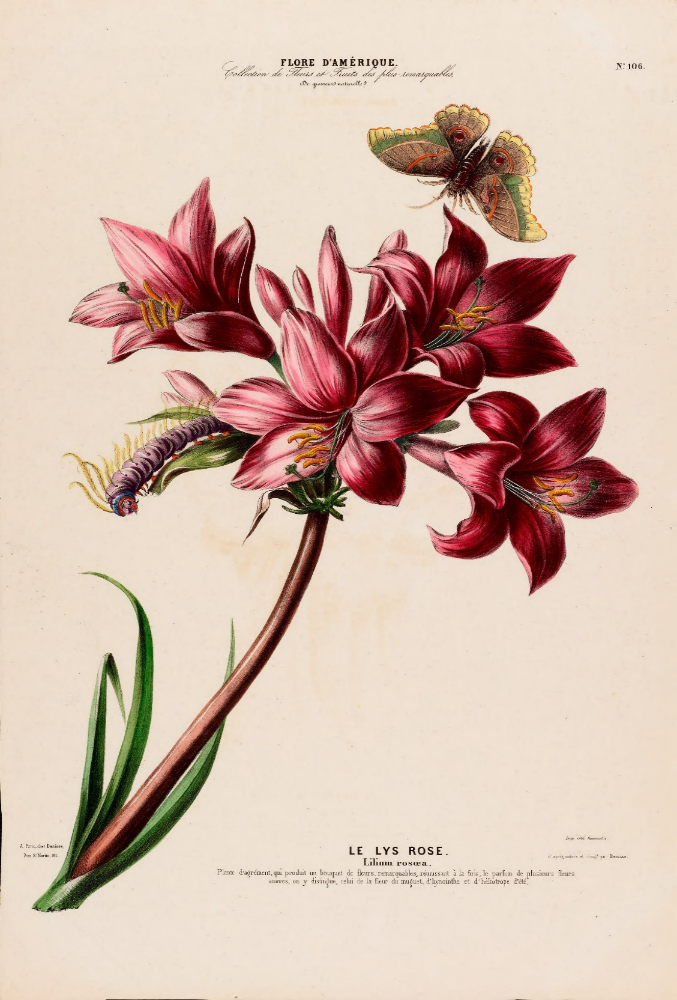 FLORE D'AMÉRIQUE.
Collection de Fleurs et Fruits des plus remarquables.
De grosseur naturelle.
N.° 106.
Imp. chez
A Paris, chez Denisse,
Rue St Martin, 181.
LE LYS ROSE.
d'après nature et par Denisse.
Lilium rosœa.
Plante d'agrément, qui produit un bouquet de fleurs, remarquables, réunissant à la fois, le parfum de plusieurs fleurs
suaves, on y distingue, celui de la fleur du muguet, d'hyacinthe et d'héliotrope d'été.